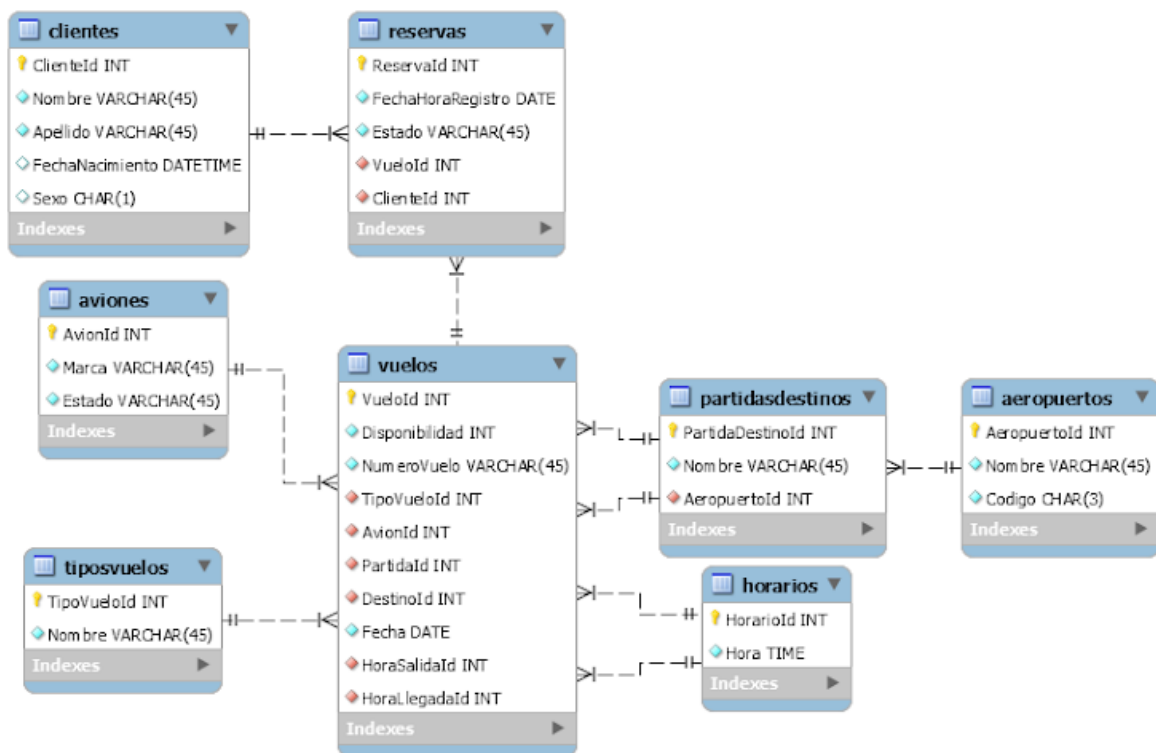 clientes
ClienteId INT
Nombre VARCHAR(45)
Apellido VARCHAR(45)
FechaNacimiento DATETIME
Sexo CHAR(1)
Indexes
reservas
ReservaId INT
FechaHoraRegistro DATE
Estado VARCHAR(45)
VueloId INT
ClienteId INT
Indexes
aviones
AvionId INT
Marca VARCHAR(45)
Estado VARCHAR(45)
Indexes
vuelos
VueloId INT
Disponibilidad INT
NumeroVuelo VARCHAR(45)
TipoVueloId INT
AvionId INT
PartidaId INT
DestinoId INT
Fecha DATE
HoraSalidaId INT
HoraLlegadaId INT
Indexes
partidasdestinos
PartidaDestinoId INT
Nombre VARCHAR(45)
AeropuertoId INT
Indexes
aeropuertos
AeropuertoId INT
Nombre VARCHAR(45)
Codigo CHAR(3)
Indexes
tiposvuelos
TipoVueloId INT
Nombre VARCHAR(45)
Indexes
horarios
HorarioId INT
Hora TIME
Indexes